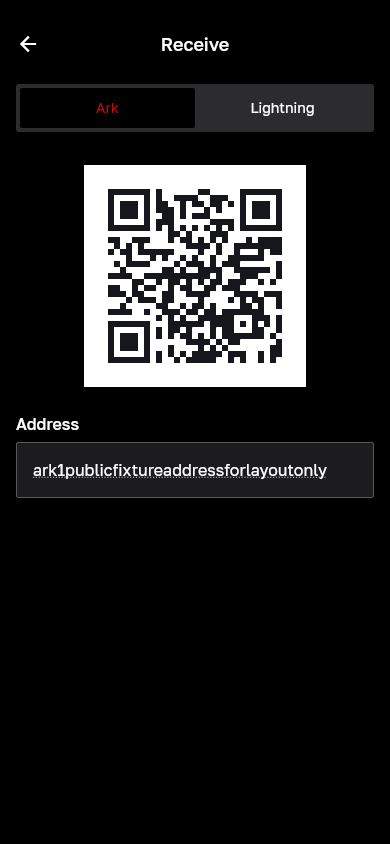 Receive
Ark
Lightning
Address
ark1publicfixtureaddressforlayoutonly